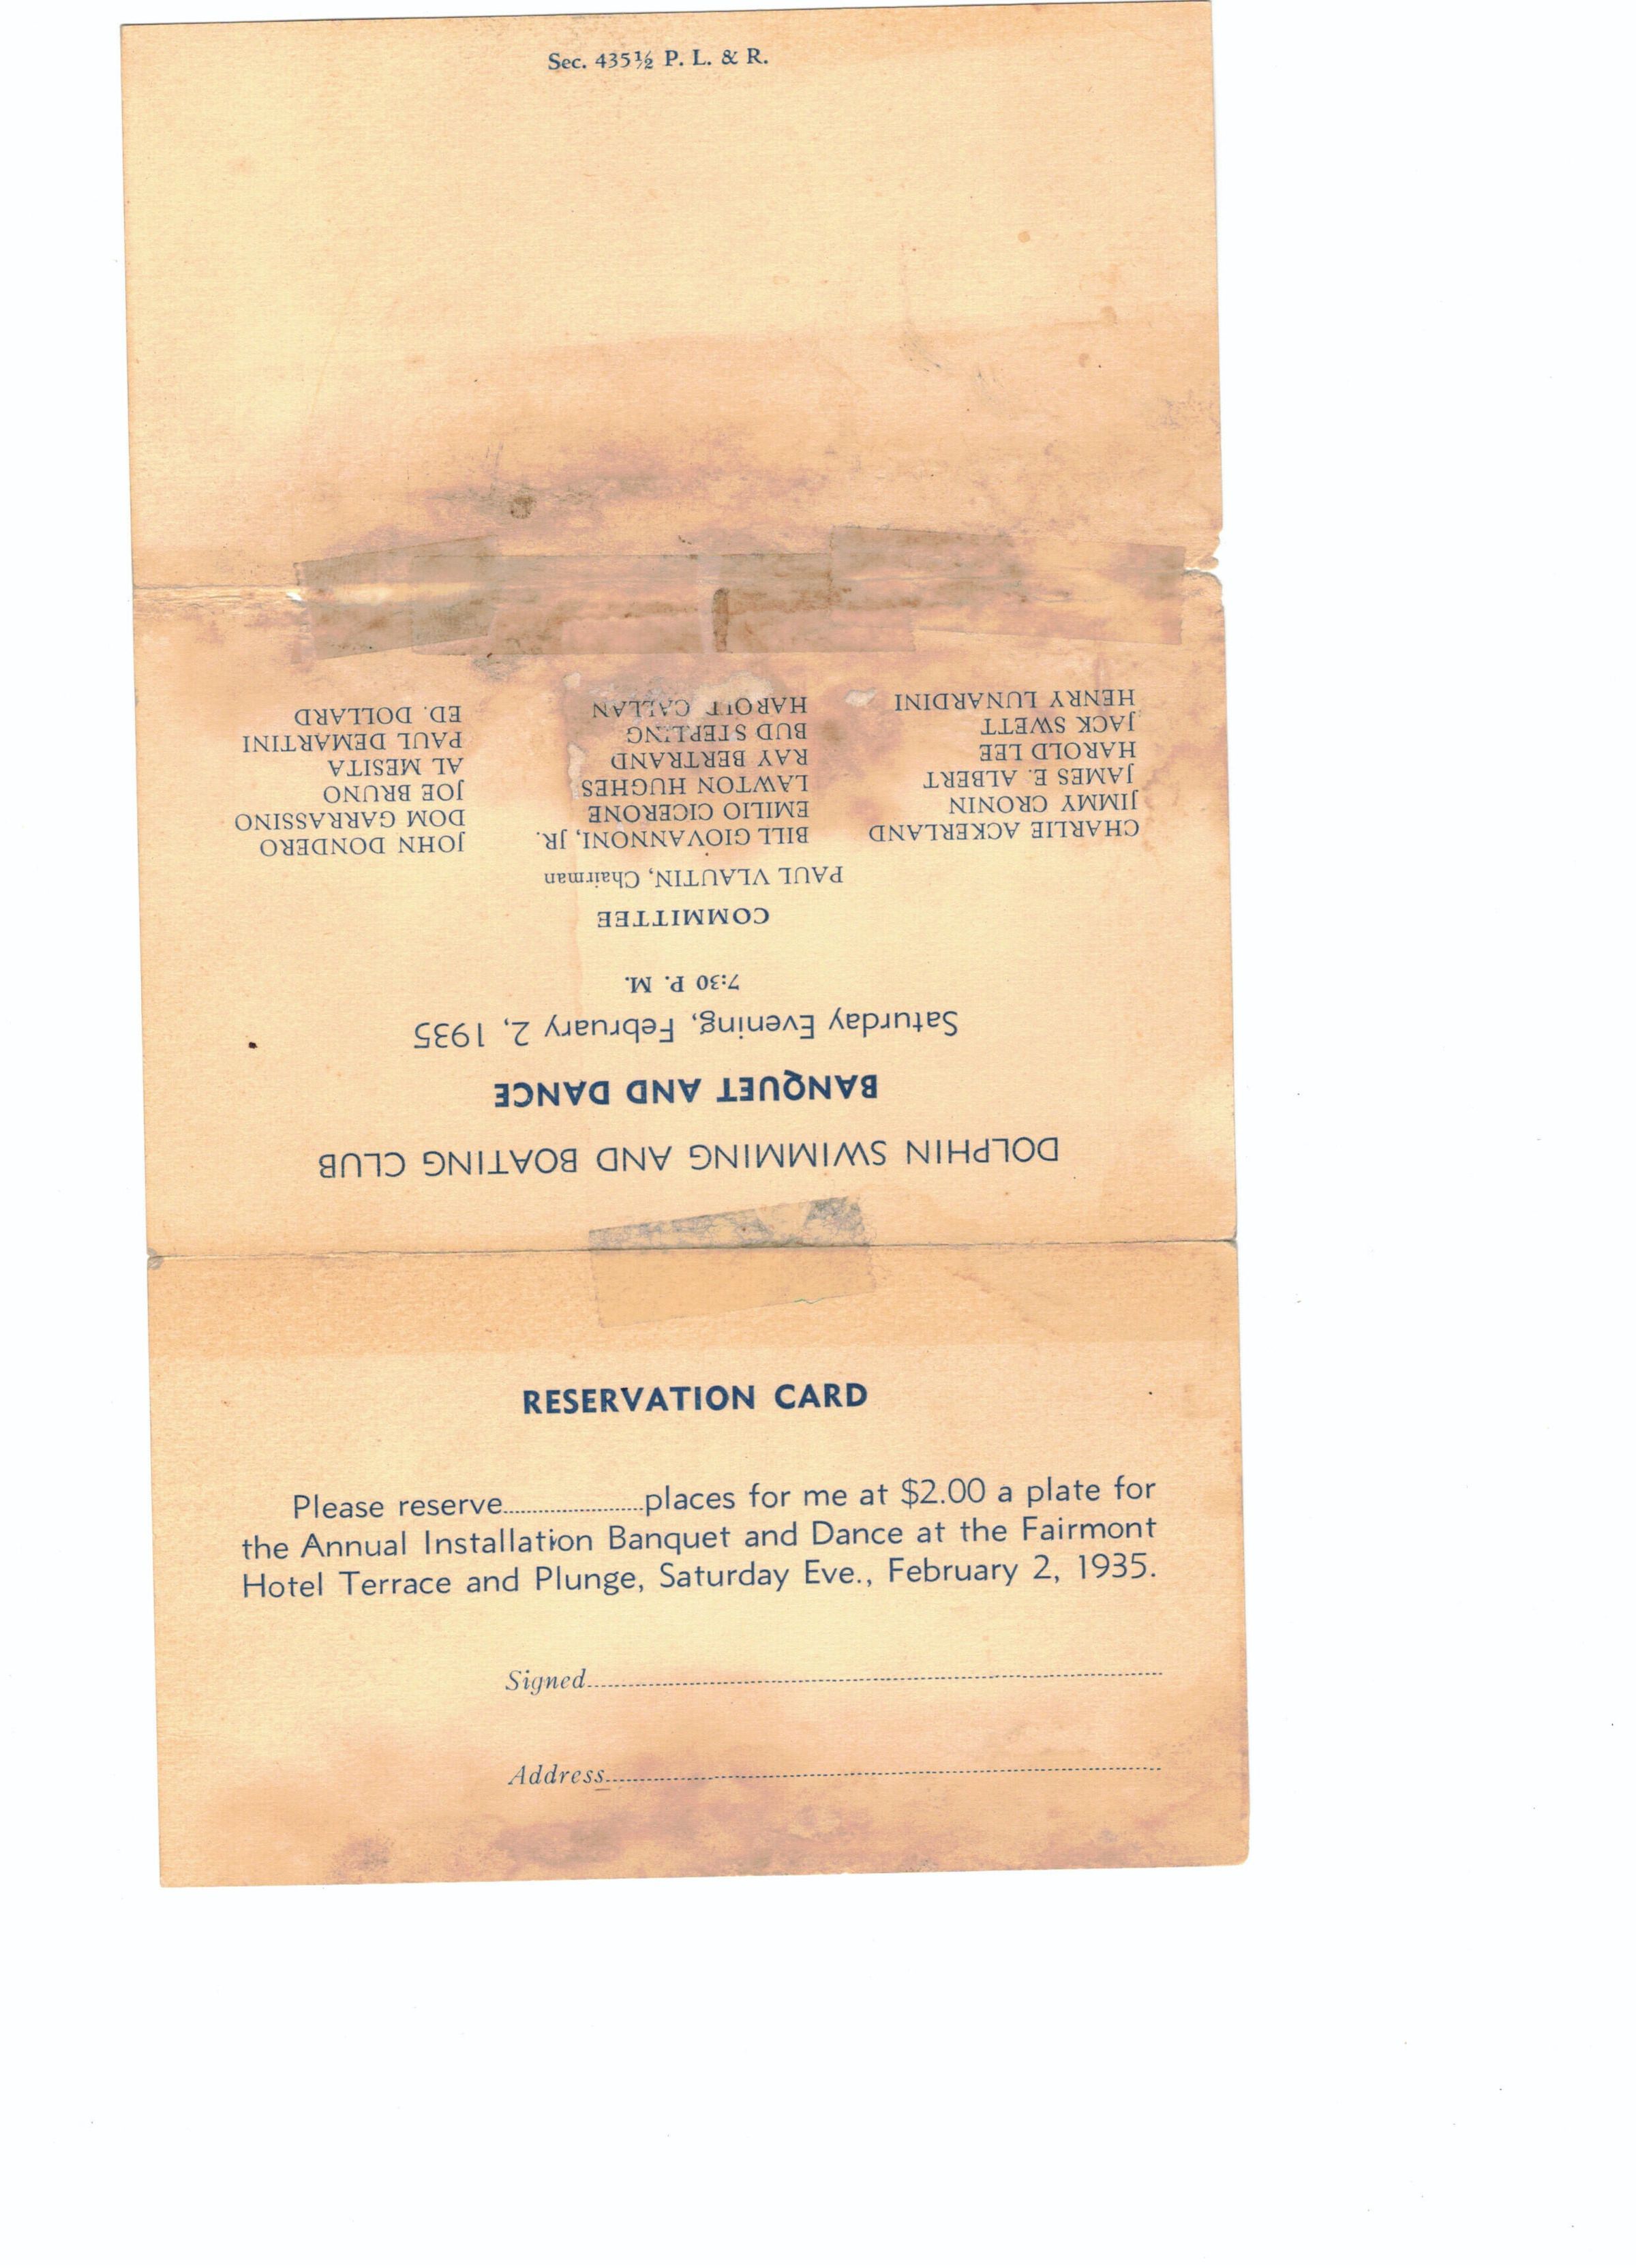 Sec. 435½ P. L. & R.
DOLPHIN SWIMMING AND BOATING CLUB
BANQUET AND DANCE
Saturday Evening, February 2, 1935
7:30 P. M.
COMMITTEE
PAUL VLAUTIN, Chairman
CHARLIE ACKERLAND
JIMMY CRONIN
JAMES E. ALBERT
HAROLD LEE
JACK SWETT
HENRY LUNARDINI
BILL GIOVANNONI, JR.
EMILIO CICERONE
LAWTON HUGHES
RAY BERTRAND
BUD
CALLAN
JOHN DONDERO
DOM GARRASSINO
JOE BRUNO
AL MESITA
PAUL DEMARTINI
ED. DOLLARD
RESERVATION CARD
Please reserve....................places for me at $2.00 a plate for
the Annual Installation Banquet and Dance at the Fairmont
Hotel Terrace and Plunge, Saturday Eve., February 2, 1935.
Signed....................
Address....................